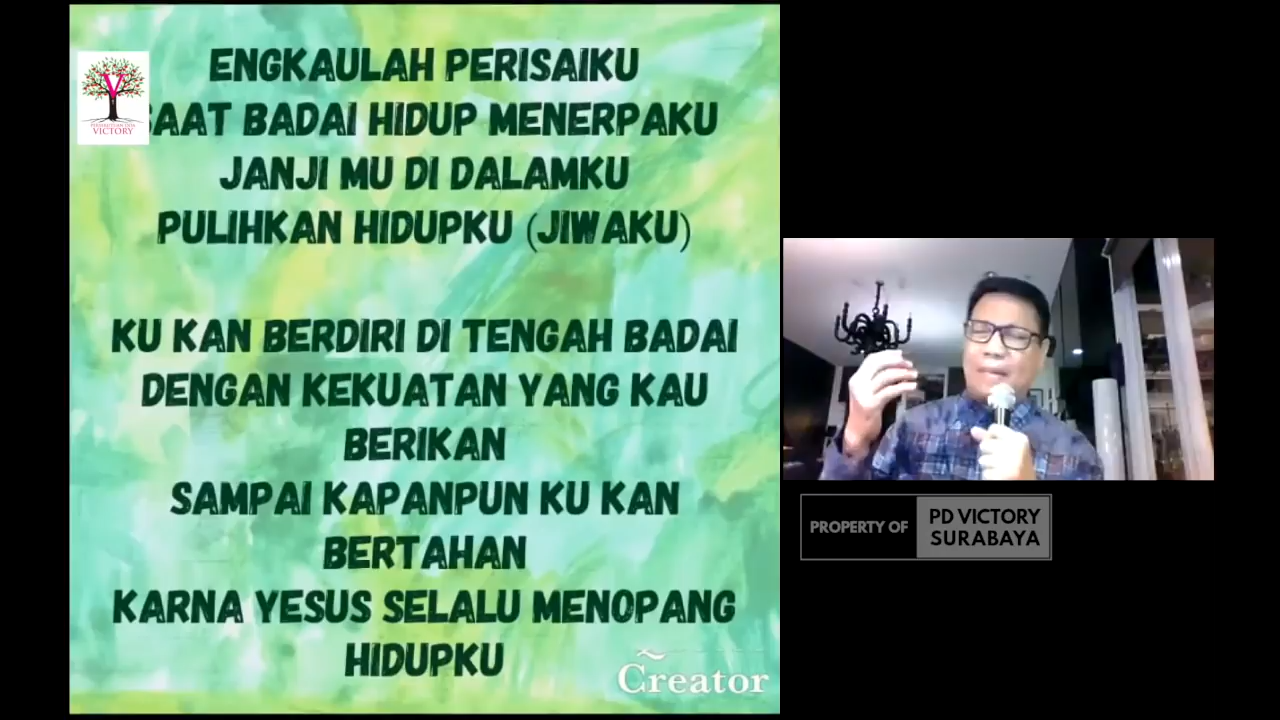 ENGKAULAH PERISAIKU
SAAT BADAI HIDUP MENERPAKU
JANJI MU DI DALAMKU
PULIHKAN HIDUPKU (JIWAKU)
KU KAN BERDIRI DI TENGAH BADAI
DENGAN KEKUATAN YANG KAU
BERIKAN
SAMPAI KAPANPUN KU KAN
BERTAHAN
KARNA YESUS SELALU MENOPANG
HIDUPKU
Creator
VICTORY
PROPERTY OF
PD VICTORY
SURABAYA